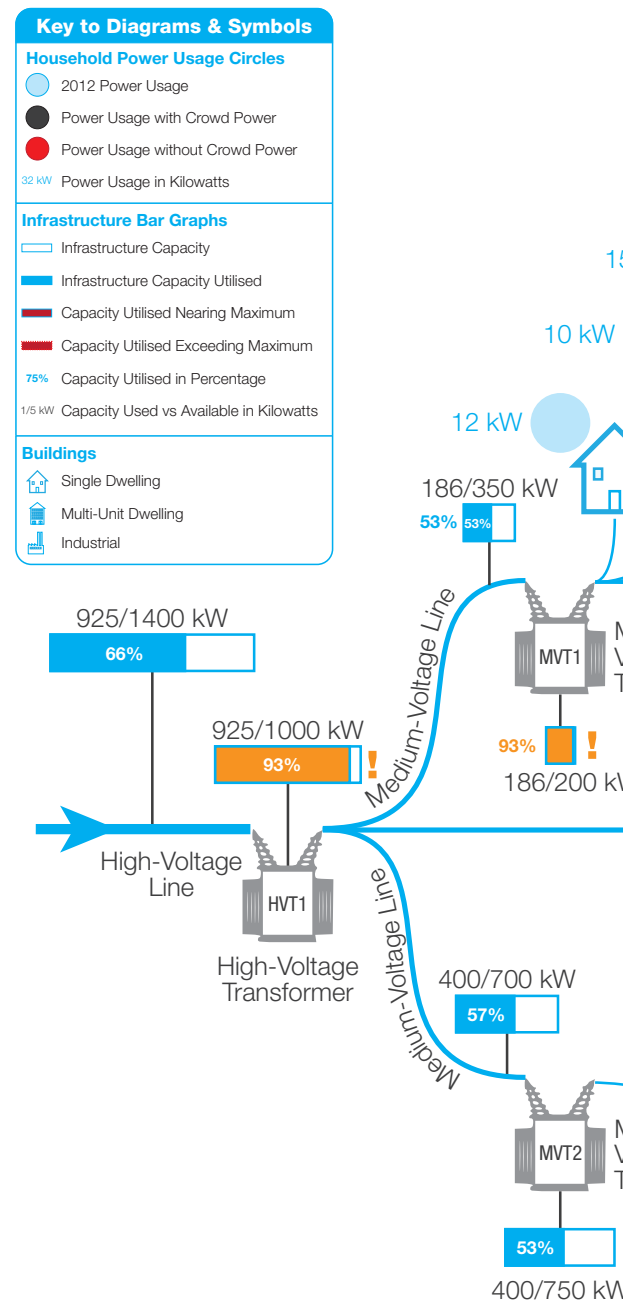 Key to Diagrams & Symbols
Household Power Usage Circles
2012 Power Usage
Power Usage with Crowd Power
Power Usage without Crowd Power
32 kW Power Usage in Kilowatts
Infrastructure Bar Graphs
Infrastructure Capacity
Infrastructure Capacity Utilised
Capacity Utilised Nearing Maximum
Capacity Utilised Exceeding Maximum
75% Capacity Utilised in Percentage
1/5 kW Capacity Used vs Available in Kilowatts
Buildings
Single Dwelling
Multi-Unit Dwelling
Industrial
15
10 kW
12 kW
186/350 kW
53% 53%
Medium-Voltage Line
MVT1
M
V
T
93% !
186/200 kW
925/1400 kW
66%
925/1000 kW
93% !
High-Voltage
Line
HVT1
High-Voltage
Transformer
Medium-Voltage Line
400/700 kW
57%
MVT2
M
V
T
53%
400/750 kW